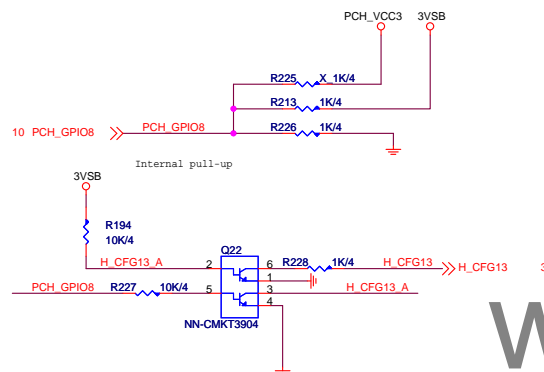 PCH_VCC3 3VSB
R225 X_1K/4
R213 1K/4
10 PCH_GPIO8 PCH_GPIO8 R226 1K/4
Internal pull-up
3VSB
R194
10K/4
Q22
H_CFG13_A 2 6 R228 1K/4 H_CFG13 H_CFG13 3
1
PCH_GPIO8 R227 10K/4 5 3 H_CFG13_A
4
NN-CMKT3904
W